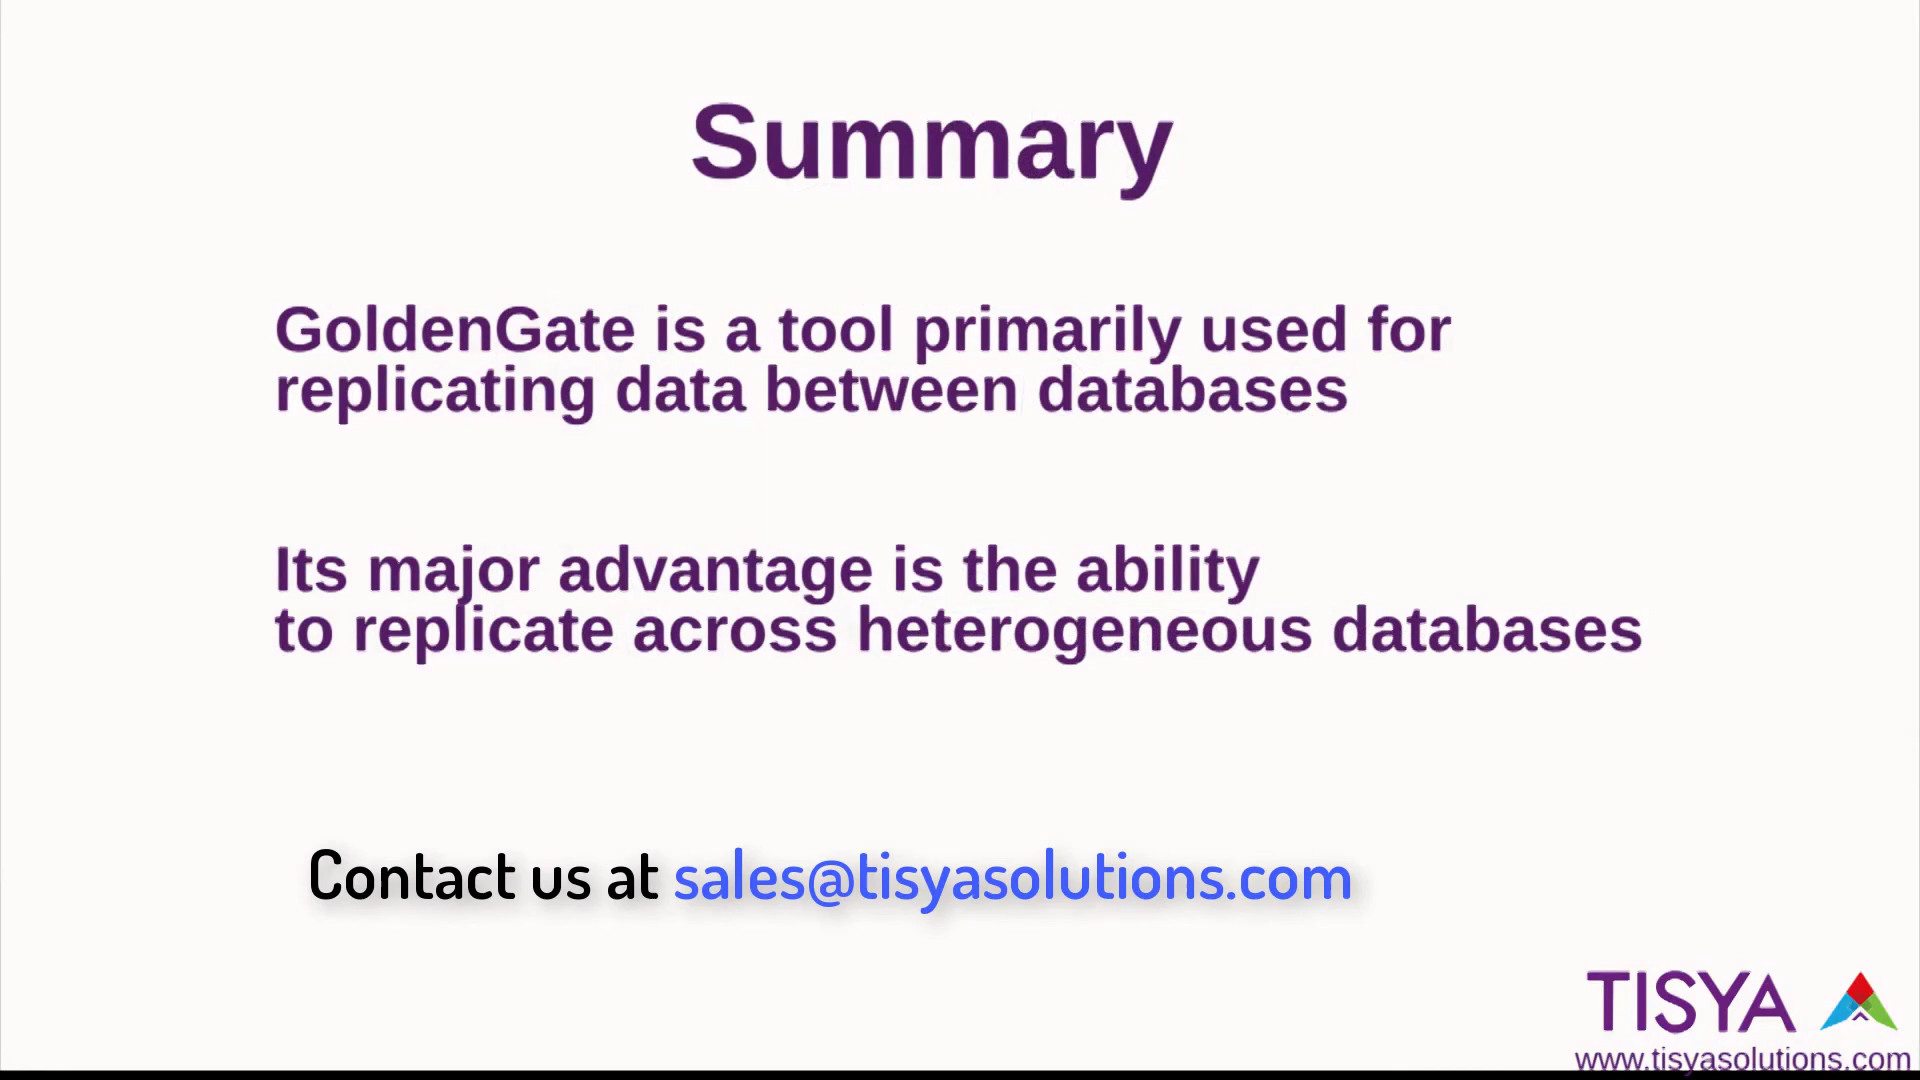 Summary
GoldenGate is a tool primarily used for
replicating data between databases
Its major advantage is the ability
to replicate across heterogeneous databases
Contact us at sales@tisyasolutions.com
TISYA
www.tisyasolutions.com